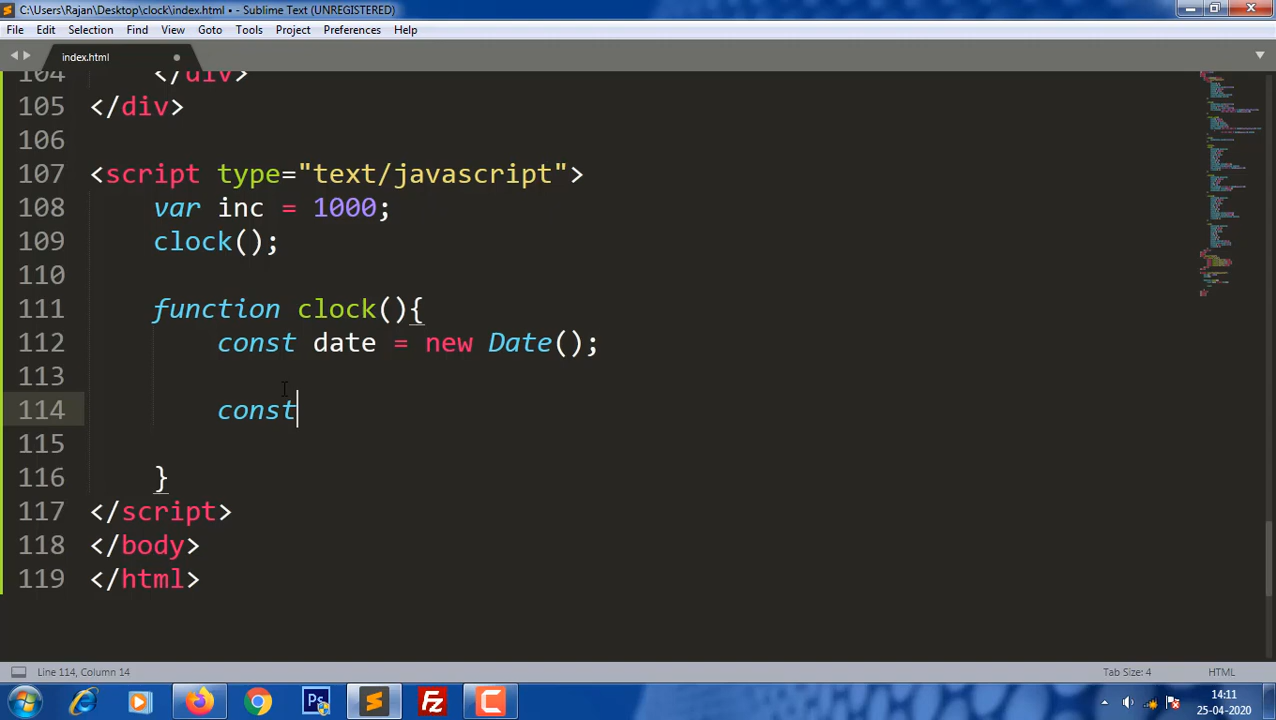 C:\Users\Rajan\Desktop\clock\index.html • - Sublime Text (UNREGISTERED)
File Edit Selection Find View Goto Tools Project Preferences Help
index.html
104 </div>
105 </div>
106
107 <script type="text/javascript">
108 var inc = 1000;
109 clock();
110
111 function clock(){
112 const date = new Date();
113
114 const
115
116 }
117 </script>
118 </body>
119 </html>
Line 114, Column 14 Tab Size: 4 HTML
Ps Fz 14:11
25-04-2020